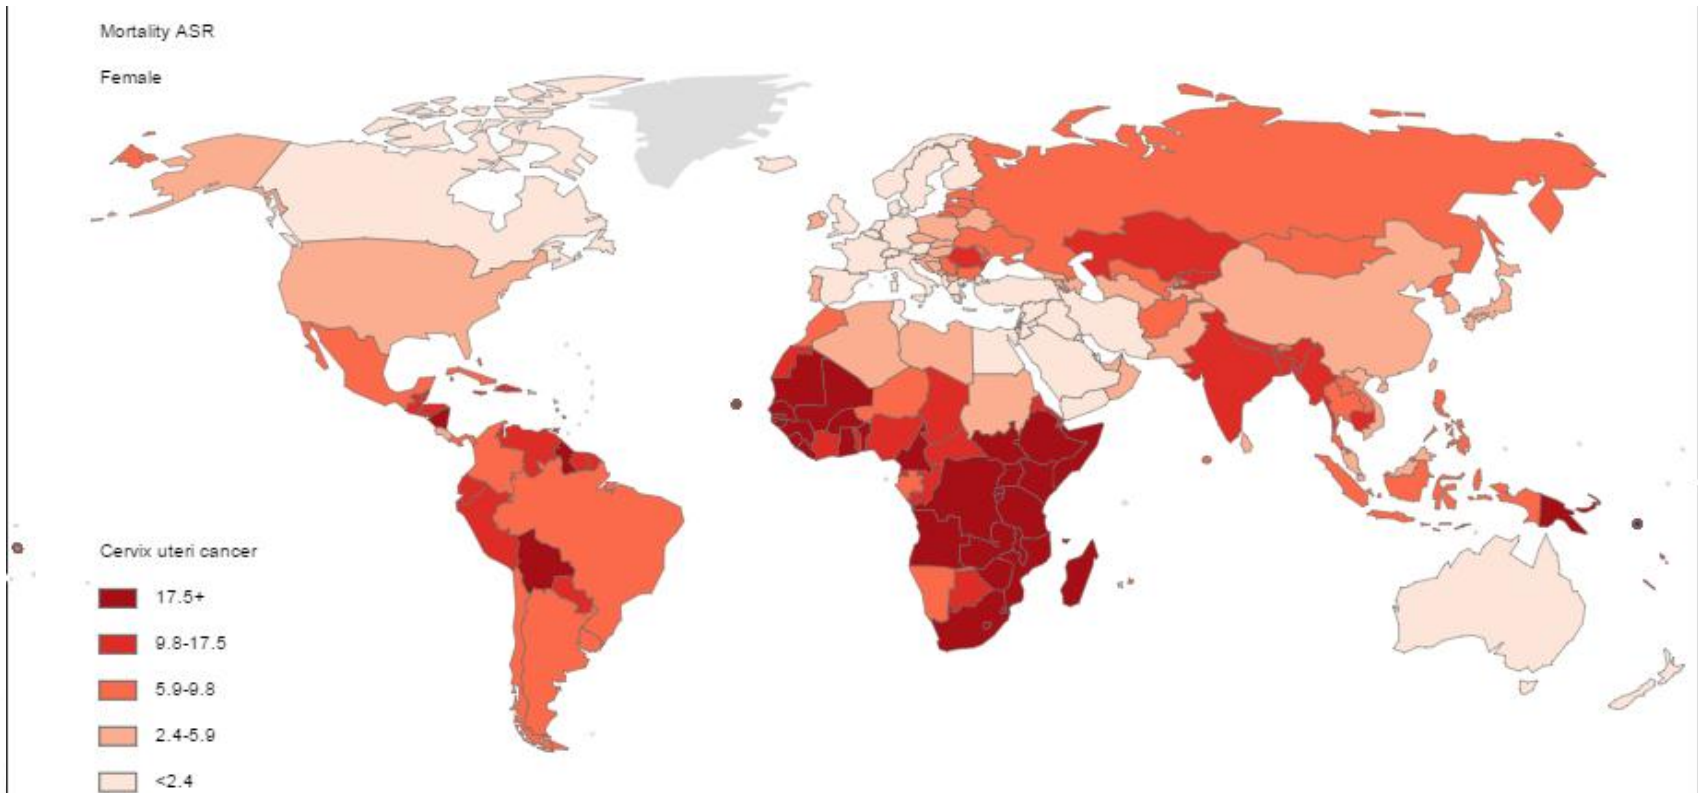 Mortality ASR
Female
Cervix uteri cancer
17.5+
9.8-17.5
5.9-9.8
2.4-5.9
<2.4